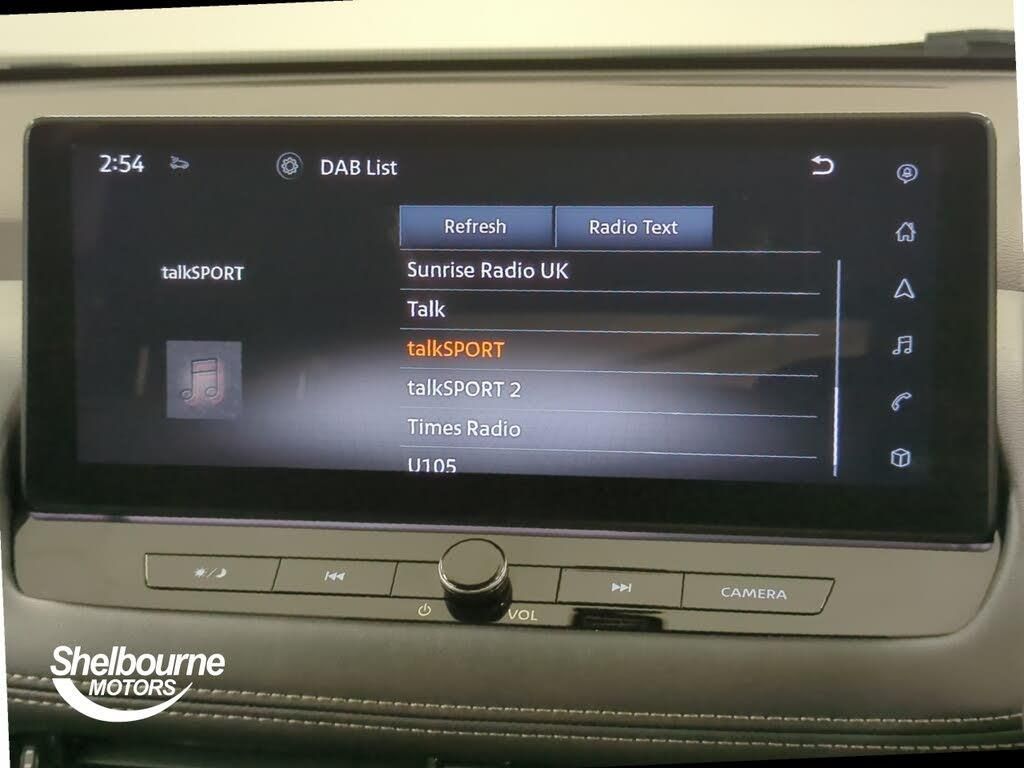 2:54
DAB List
Refresh
Radio Text
talkSPORT
Sunrise Radio UK
Talk
talkSPORT
talkSPORT 2
Times Radio
U105
CAMERA
VOL
Shelbourne
MOTORS